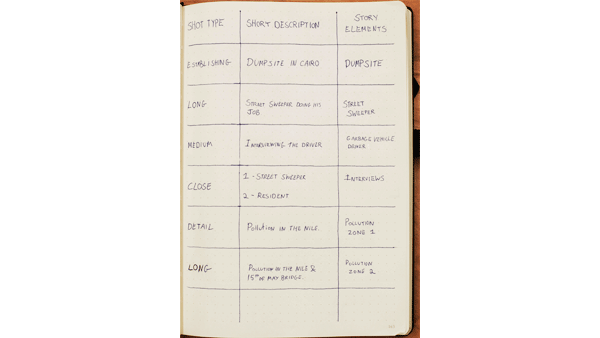 SHOT TYPE
SHORT DESCRIPTION
STORY
ELEMENTS
ESTABLISHING
DUMPSITE IN CAIRO
DUMPSITE
LONG
STREET SWEEPER DOING HIS
JOB
STREET
SWEEPER
MEDIUM
INTERVIEWING THE DRIVER
GARBAGE VEHICLE
DRIVER
CLOSE
1 - STREET SWEEPER
2 - RESIDENT
INTERVIEWS
DETAIL
POLLUTION IN THE NILE.
POLLUTION
ZONE 1
LONG
POLLUTION IN THE NILE &
15TH OF MAY BRIDGE.
POLLUTION
ZONE 2